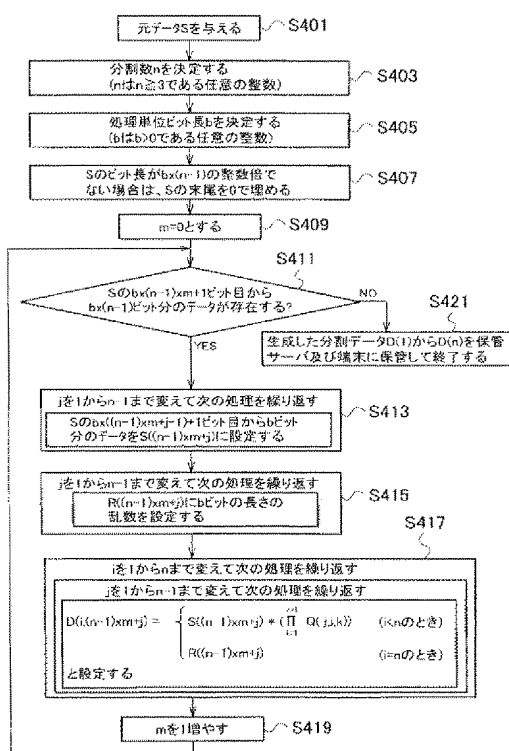 元データSを与える
S401
分割数nを決定する
(nはn≧3である任意の整数)
S403
処理単位ビット長bを決定する
(bはb>0である任意の整数)
S405
Sのビット長がb×(n-1)の整数倍で
ない場合は、Sの末尾を0で埋める
S407
m=0とする
S409
S411
Sのb×(n-1)×m+1ビット目から
b×(n-1)ビット分のデータが存在する?
NO
S421
生成した分割データD(1)からD(n)を保管
サーバ及び端末に保管して終了する
YES
jを1からn-1まで変えて次の処理を繰り返す
Sのb×((n-1)×m+j-1)+1ビット目からbビット
分のデータをS((n-1)×m+j)に設定する
S413
jを1からn-1まで変えて次の処理を繰り返す
R((n-1)×m+j)にbビットの長さの
乱数を設定する
S415
S417
iを1からnまで変えて次の処理を繰り返す
jを1からn-1まで変えて次の処理を繰り返す
D(i,(n-1)×m+j)= S((n-1)×m+j)*(∏ Q(j,i,k)) (i<nのとき)
R((n-1)×m+j) (i=nのとき)
と設定する
mを1増やす
S419